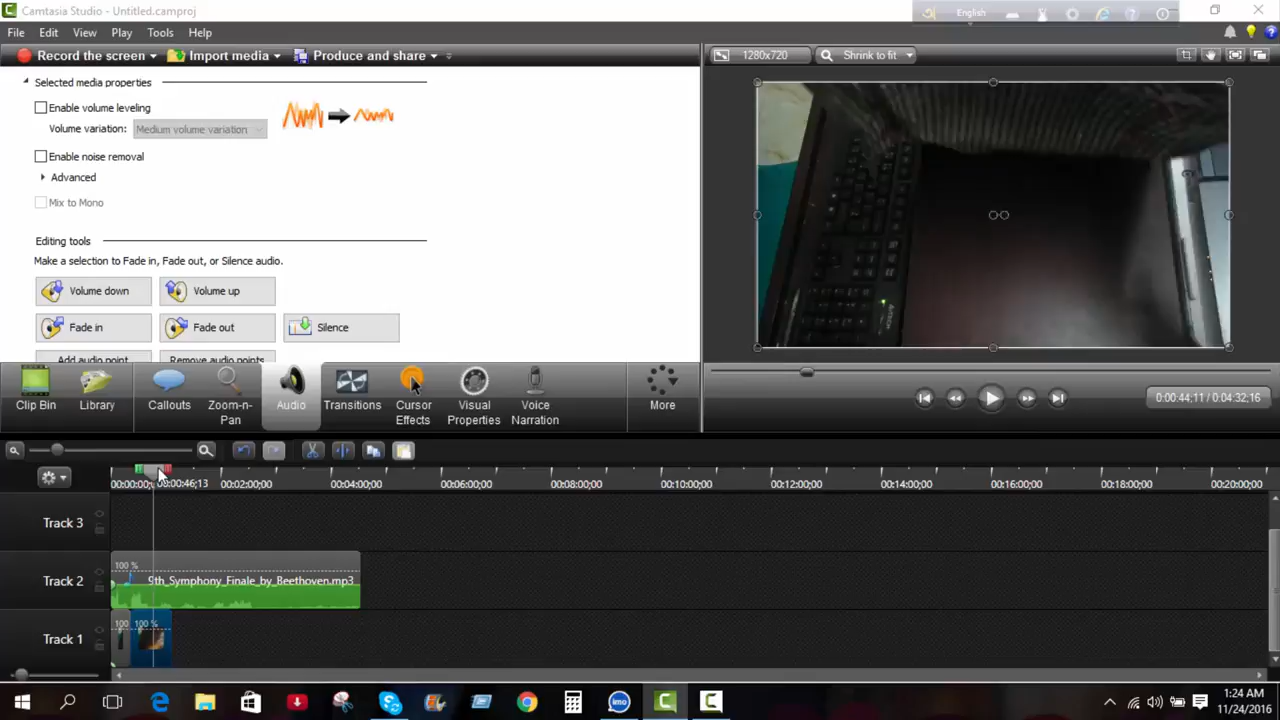 Camtasia Studio - Untitled.camproj
English
File Edit View Play Tools Help
Record the screen Import media Produce and share
1280x720 Shrink to fit
Selected media properties
Enable volume leveling
Volume variation: Medium volume variation
Enable noise removal
Advanced
Mix to Mono
Editing tools
Make a selection to Fade in, Fade out, or Silence audio.
Volume down Volume up
Fade in Fade out Silence
Add audio point Remove audio points
Clip Bin Library Callouts Zoom-n-Pan Audio Transitions Cursor Effects Visual Properties Voice Narration More
0:00:44;11 / 0:04:32;16
00:00:00; 00:00:46;13 00:02:00;00 00:04:00;00 00:06:00;00 00:08:00;00 00:10:00;00 00:12:00;00 00:14:00;00 00:16:00;00 00:18:00;00 00:20:00;00
Track 3
100 %
Track 2 9th_Symphony_Finale_by_Beethoven.mp3
100 100 %
Track 1
imo
1:24 AM
11/24/2016